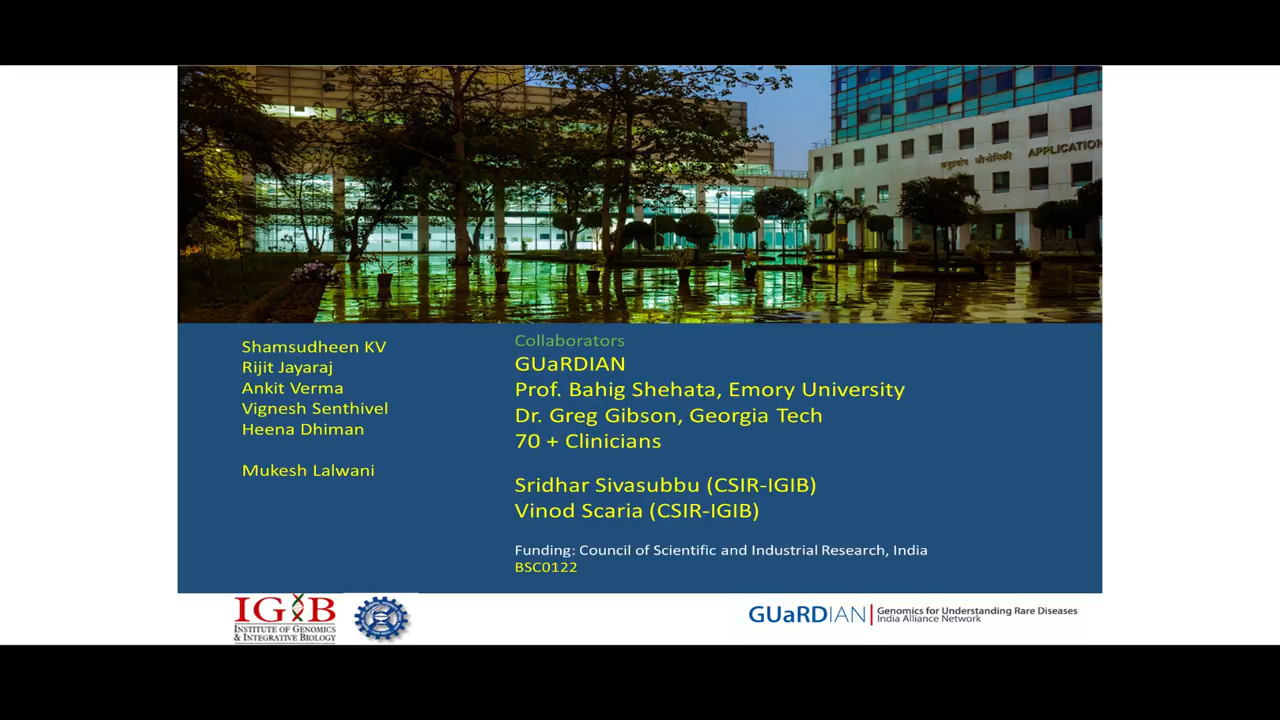 अनुप्रयोग जीनोमिकी APPLICATION
Shamsudheen KV
Rijit Jayaraj
Ankit Verma
Vignesh Senthivel
Heena Dhiman
Mukesh Lalwani
Collaborators
GUaRDIAN
Prof. Bahig Shehata, Emory University
Dr. Greg Gibson, Georgia Tech
70 + Clinicians
Sridhar Sivasubbu (CSIR-IGIB)
Vinod Scaria (CSIR-IGIB)
Funding: Council of Scientific and Industrial Research, India
BSC0122
IGIB
INSTITUTE OF GENOMICS
& INTEGRATIVE BIOLOGY
GUaRDIAN
Genomics for Understanding Rare Diseases
India Alliance Network